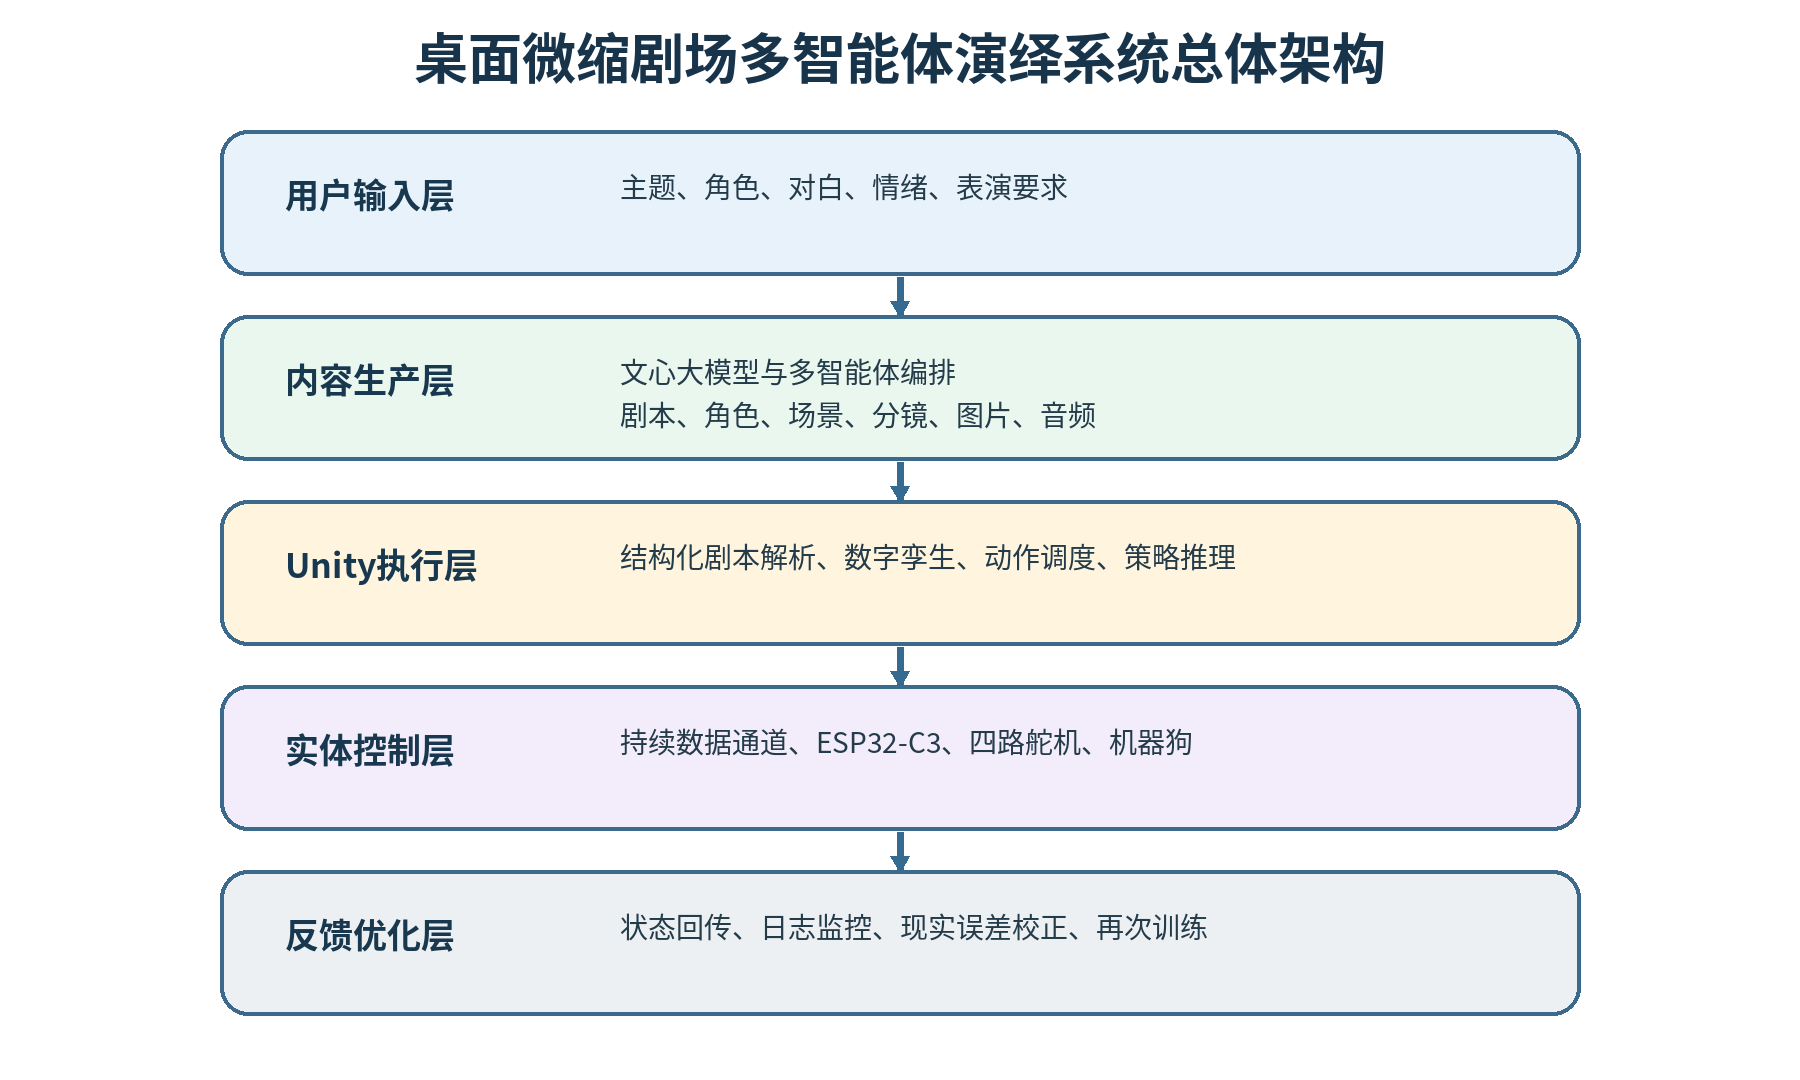 桌面微缩剧场多智能体演绎系统总体架构
用户输入层
主题、角色、对白、情绪、表演要求
内容生产层
文心大模型与多智能体编排
剧本、角色、场景、分镜、图片、音频
Unity执行层
结构化剧本解析、数字孪生、动作调度、策略推理
实体控制层
持续数据通道、ESP32-C3、四路舵机、机器狗
反馈优化层
状态回传、日志监控、现实误差校正、再次训练